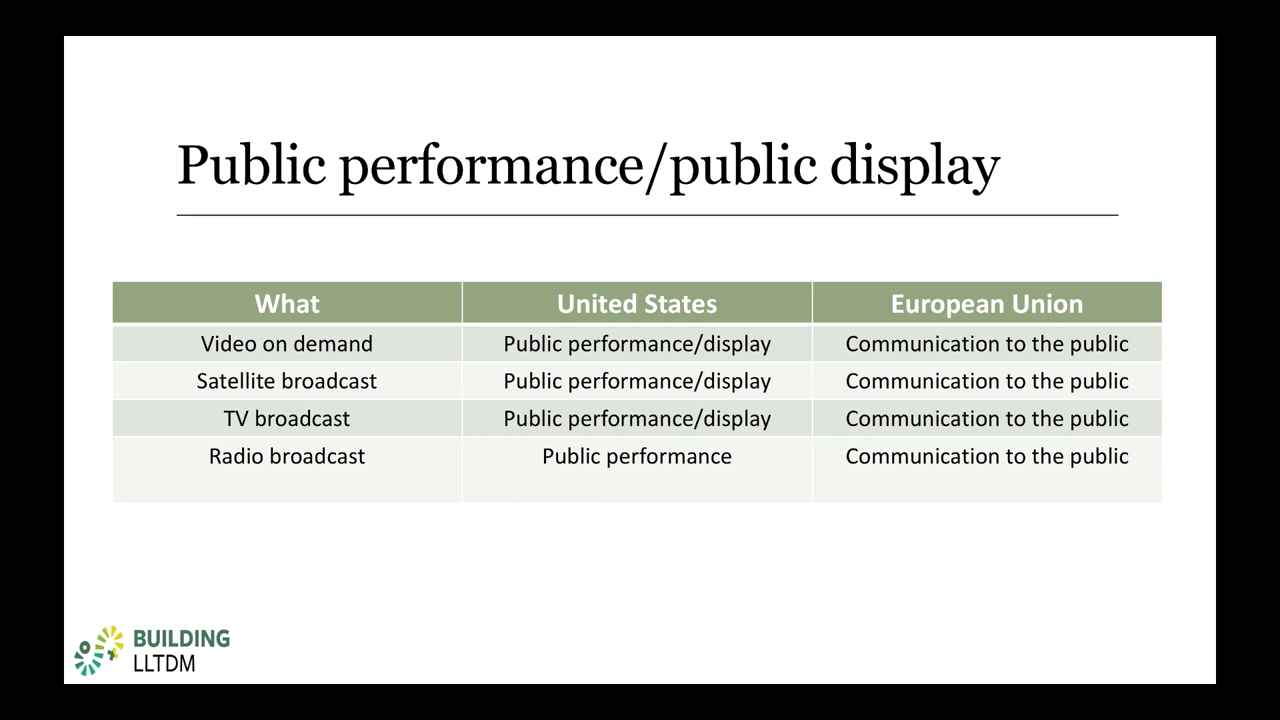 Public performance/public display
What United States European Union
Video on demand Public performance/display Communication to the public
Satellite broadcast Public performance/display Communication to the public
TV broadcast Public performance/display Communication to the public
Radio broadcast Public performance Communication to the public
BUILDING
LLTDM